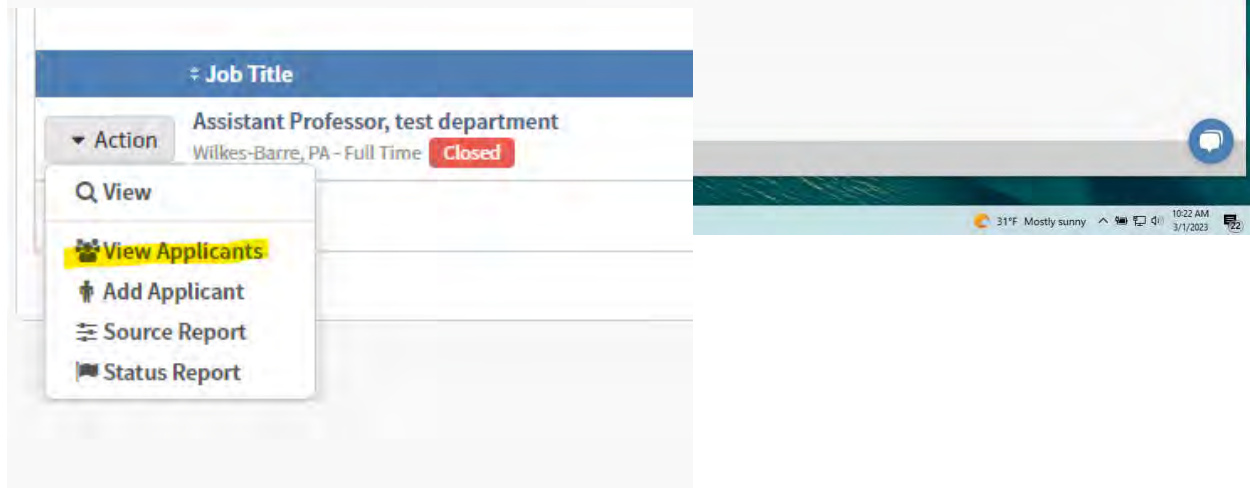 Job Title
Action
Assistant Professor, test department
Wilkes-Barre, PA - Full Time Closed
View
View Applicants
Add Applicant
Source Report
Status Report
31°F Mostly sunny
10:22 AM
3/1/2023
22